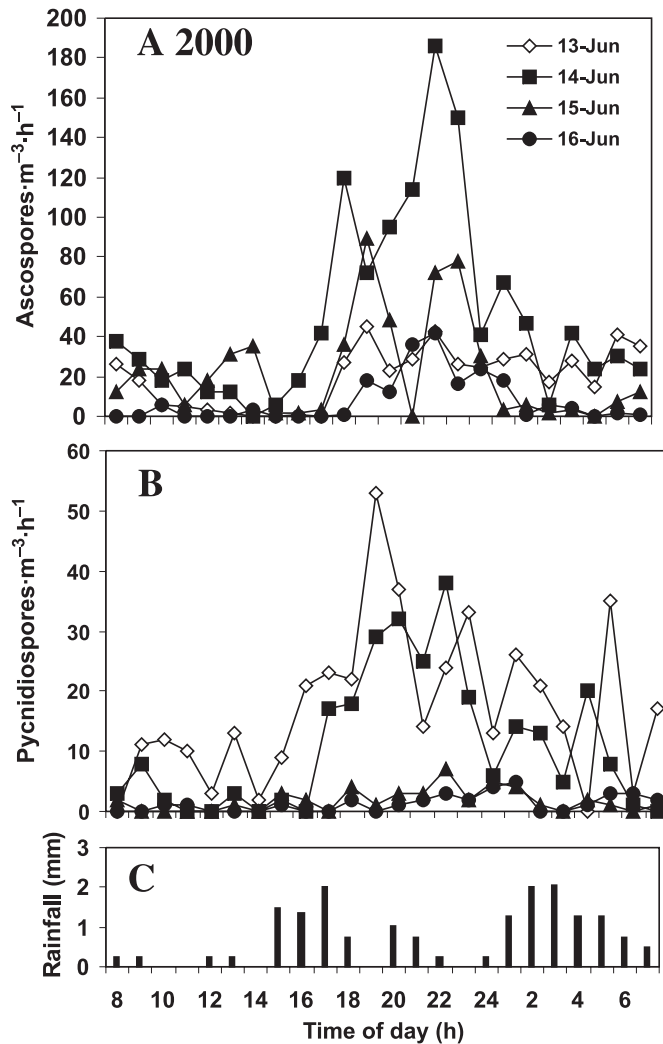 A 2000
13-Jun
14-Jun
15-Jun
16-Jun
Ascospores·m⁻³·h⁻¹
200
180
160
140
120
100
80
60
40
20
0
B
Pycnidiospores·m⁻³·h⁻¹
60
50
40
30
20
10
0
C
Rainfall (mm)
3
2
1
0
8 10 12 14 16 18 20 22 24 2 4 6
Time of day (h)